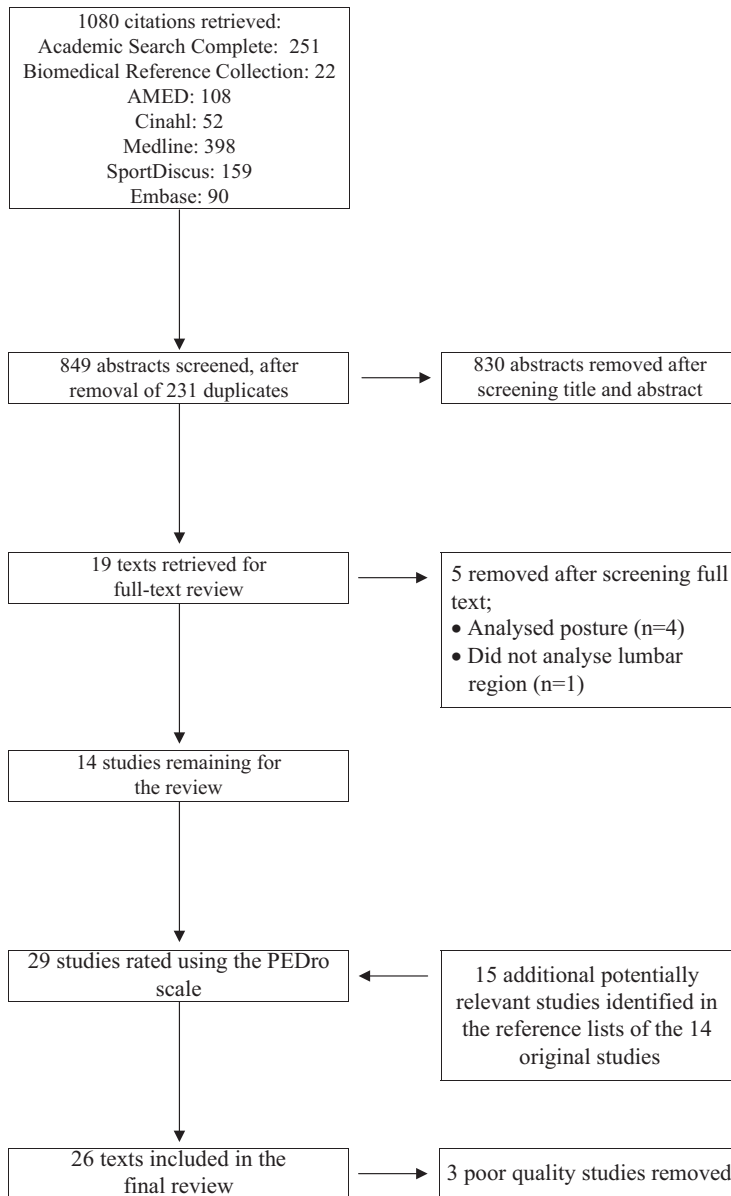 1080 citations retrieved:
Academic Search Complete: 251
Biomedical Reference Collection: 22
AMED: 108
Cinahl: 52
Medline: 398
SportDiscus: 159
Embase: 90
849 abstracts screened, after
removal of 231 duplicates
830 abstracts removed after
screening title and abstract
19 texts retrieved for
full-text review
5 removed after screening full
text;
• Analysed posture (n=4)
• Did not analyse lumbar
region (n=1)
14 studies remaining for
the review
29 studies rated using the PEDro
scale
15 additional potentially
relevant studies identified in
the reference lists of the 14
original studies
26 texts included in the
final review
3 poor quality studies removed